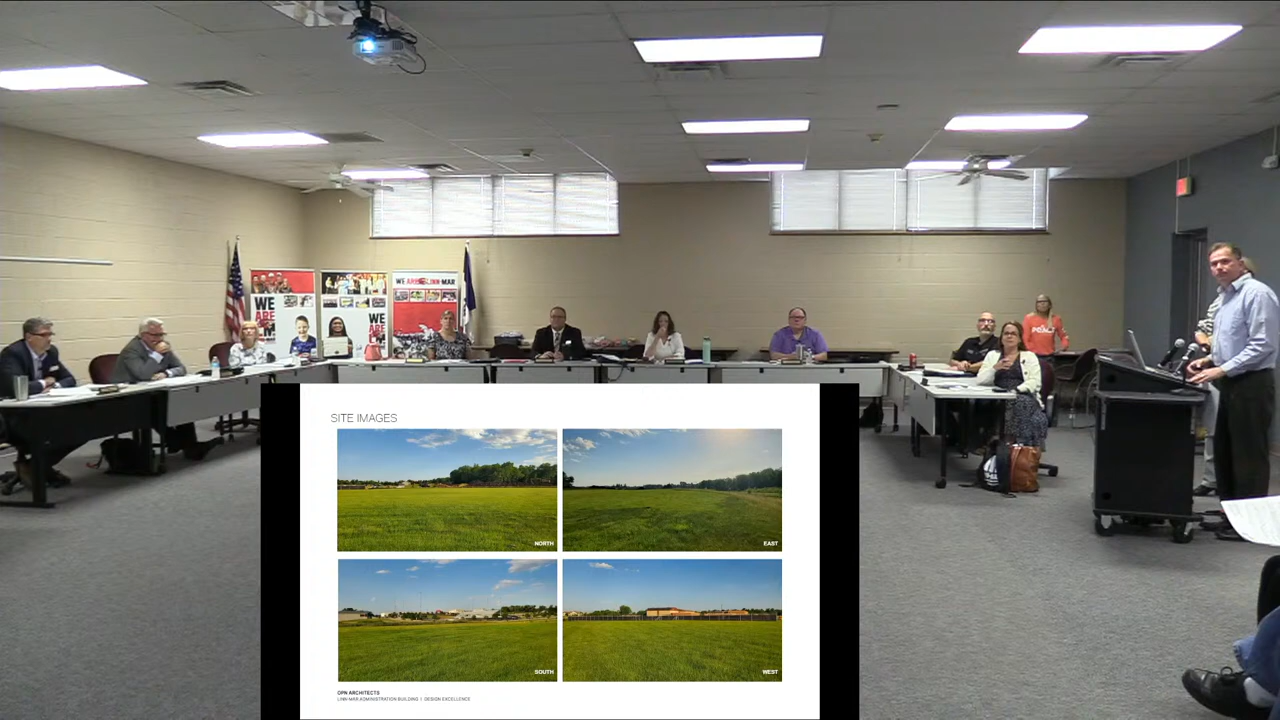 WE ARE LINN-MAR
WE
ARE
WE
ARE
SITE IMAGES
NORTH
EAST
SOUTH
WEST
OPN ARCHITECTS
LINN-MAR ADMINISTRATION BUILDING | DESIGN EXCELLENCE